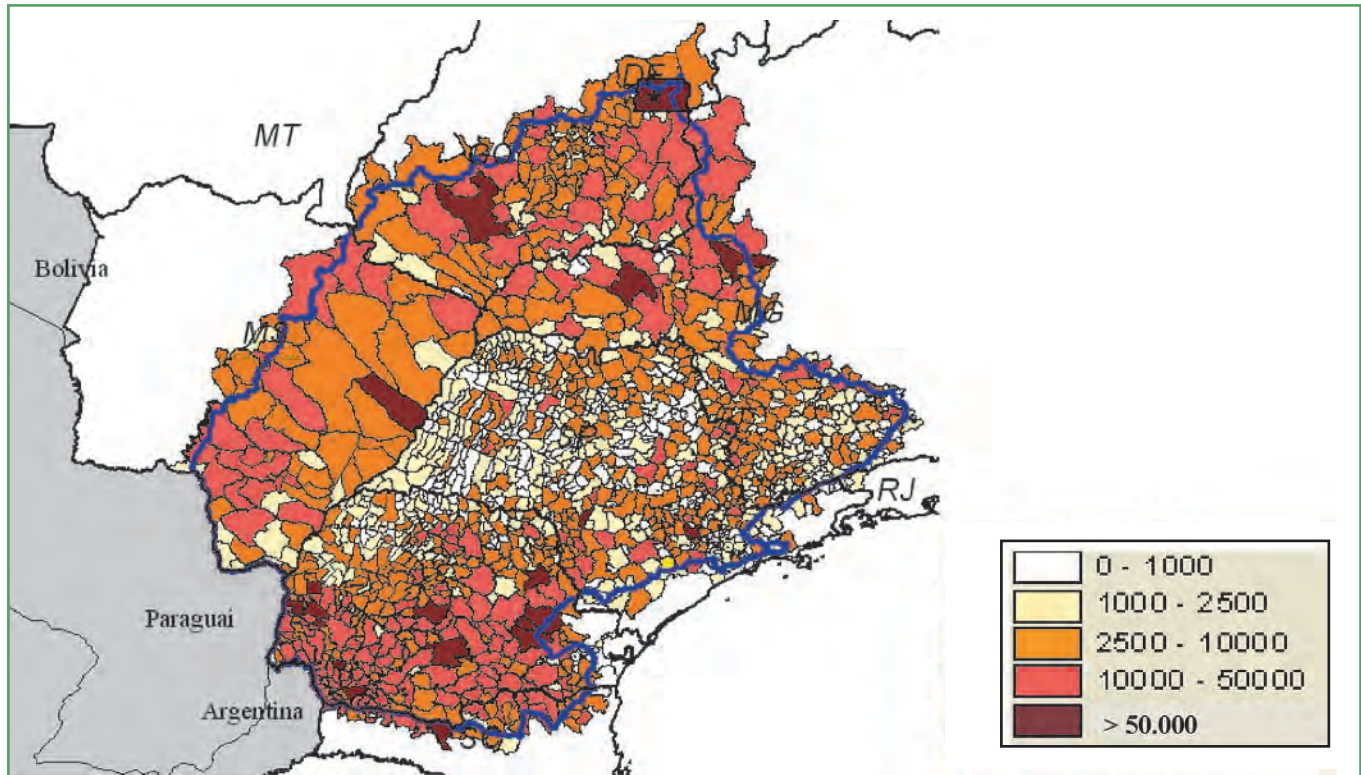 DF
MT
GO
Bolivia
MS
MG
SP
RJ
Paraguai
Argentina
0 - 1000
1000 - 2500
2500 - 10000
10000 - 50000
> 50.000